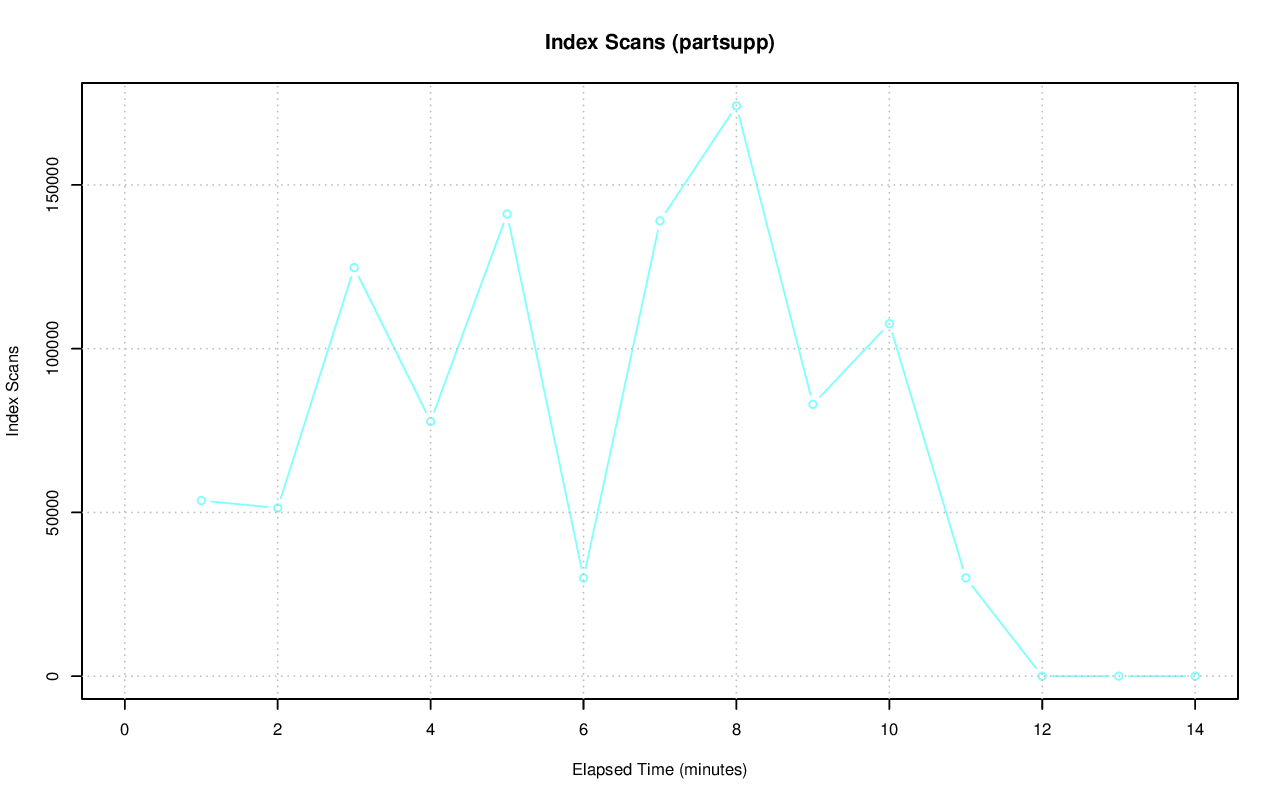 Index Scans (partsupp)
150000
100000
50000
0
Index Scans
0 2 4 6 8 10 12 14
Elapsed Time (minutes)